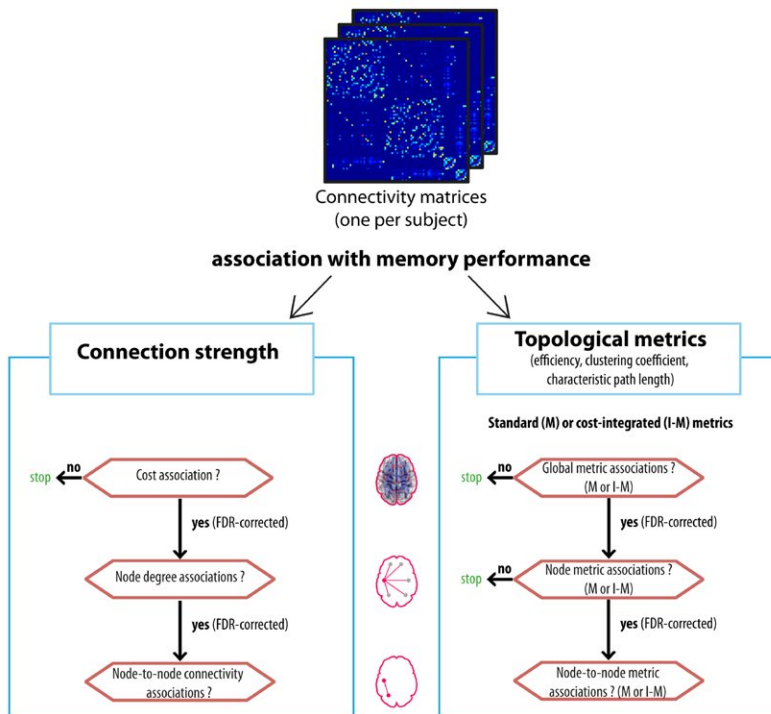 Connectivity matrices
(one per subject)
association with memory performance
Connection strength
Cost association ?
no
stop
yes (FDR-corrected)
Node degree associations ?
yes (FDR-corrected)
Node-to-node connectivity
associations ?
Topological metrics
(efficiency, clustering coefficient,
characteristic path length)
Standard (M) or cost-integrated (I-M) metrics
Global metric associations ?
(M or I-M)
no
stop
yes (FDR-corrected)
Node metric associations ?
(M or I-M)
no
stop
yes (FDR-corrected)
Node-to-node metric
associations ? (M or I-M)